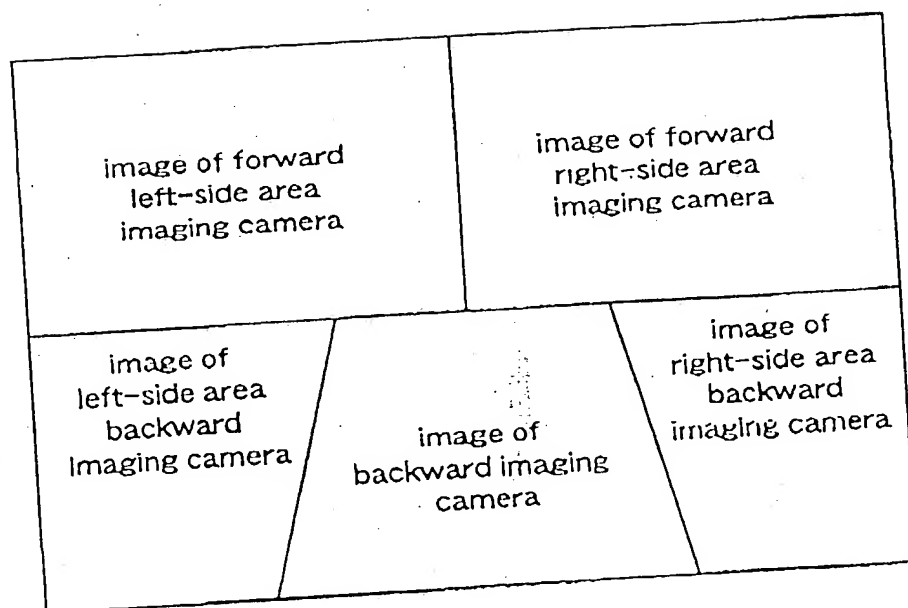 image of forward
left-side area
imaging camera
image of forward
right-side area
imaging camera
image of
left-side area
backward
Imaging camera
image of
backward imaging
camera
image of
right-side area
backward
imaging camera